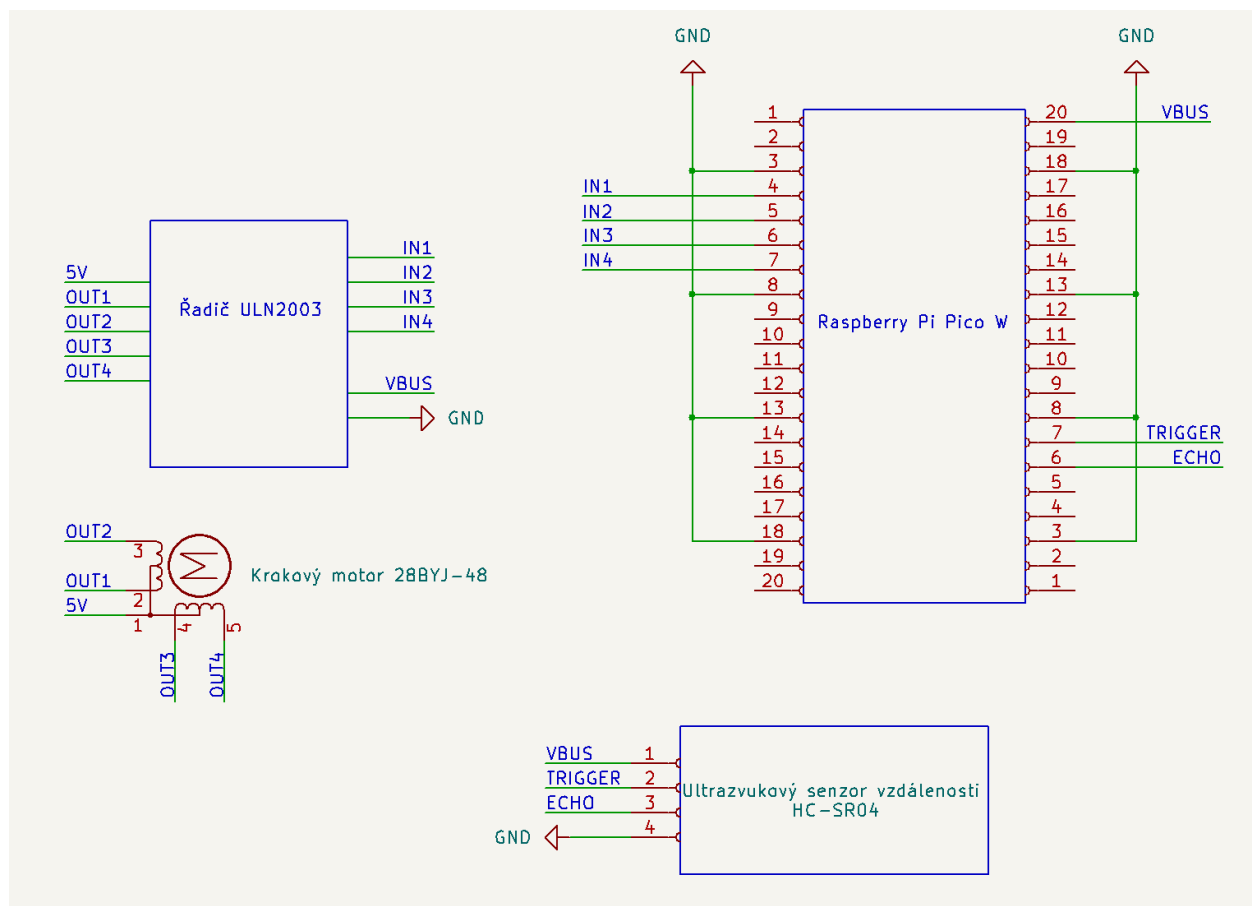 GND
GND
1
2
3
4
5
6
7
8
9
10
11
12
13
14
15
16
17
18
19
20
IN1
IN2
IN3
IN4
Raspberry Pi Pico W
20
19
18
17
16
15
14
13
12
11
10
9
8
7
6
5
4
3
2
1
VBUS
TRIGGER
ECHO
5V
OUT1
OUT2
OUT3
OUT4
Řadič ULN2003
IN1
IN2
IN3
IN4
VBUS
GND
OUT2
OUT1
5V
3
2
1
4
5
OUT3
OUT4
M
Krokový motor 28BYJ-48
VBUS
TRIGGER
ECHO
GND
1
2
3
4
Ultrazvukový senzor vzdálenosti
HC-SR04